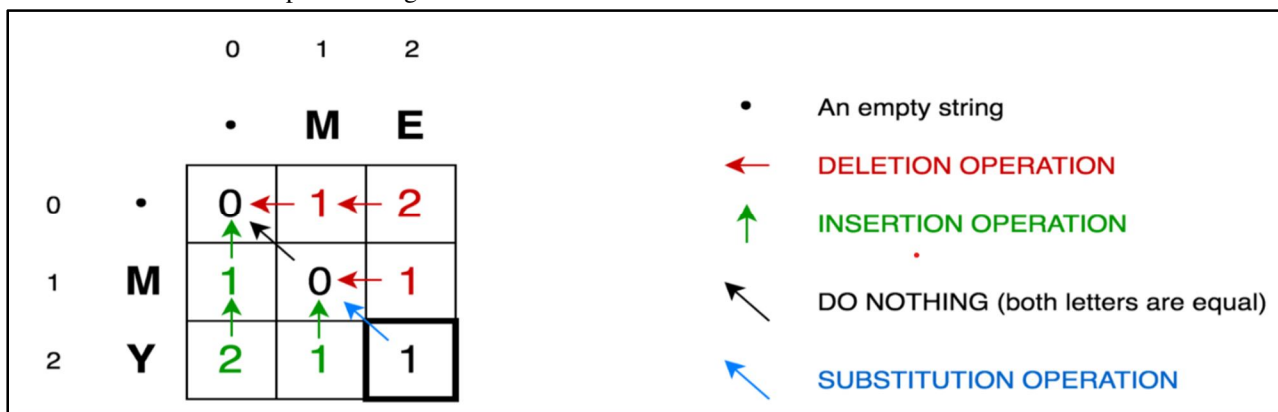 0 1 2
• M E
0 • 0 1 2
1 M 1 0 1
2 Y 2 1 1
• An empty string
DELETION OPERATION
INSERTION OPERATION
DO NOTHING (both letters are equal)
SUBSTITUTION OPERATION